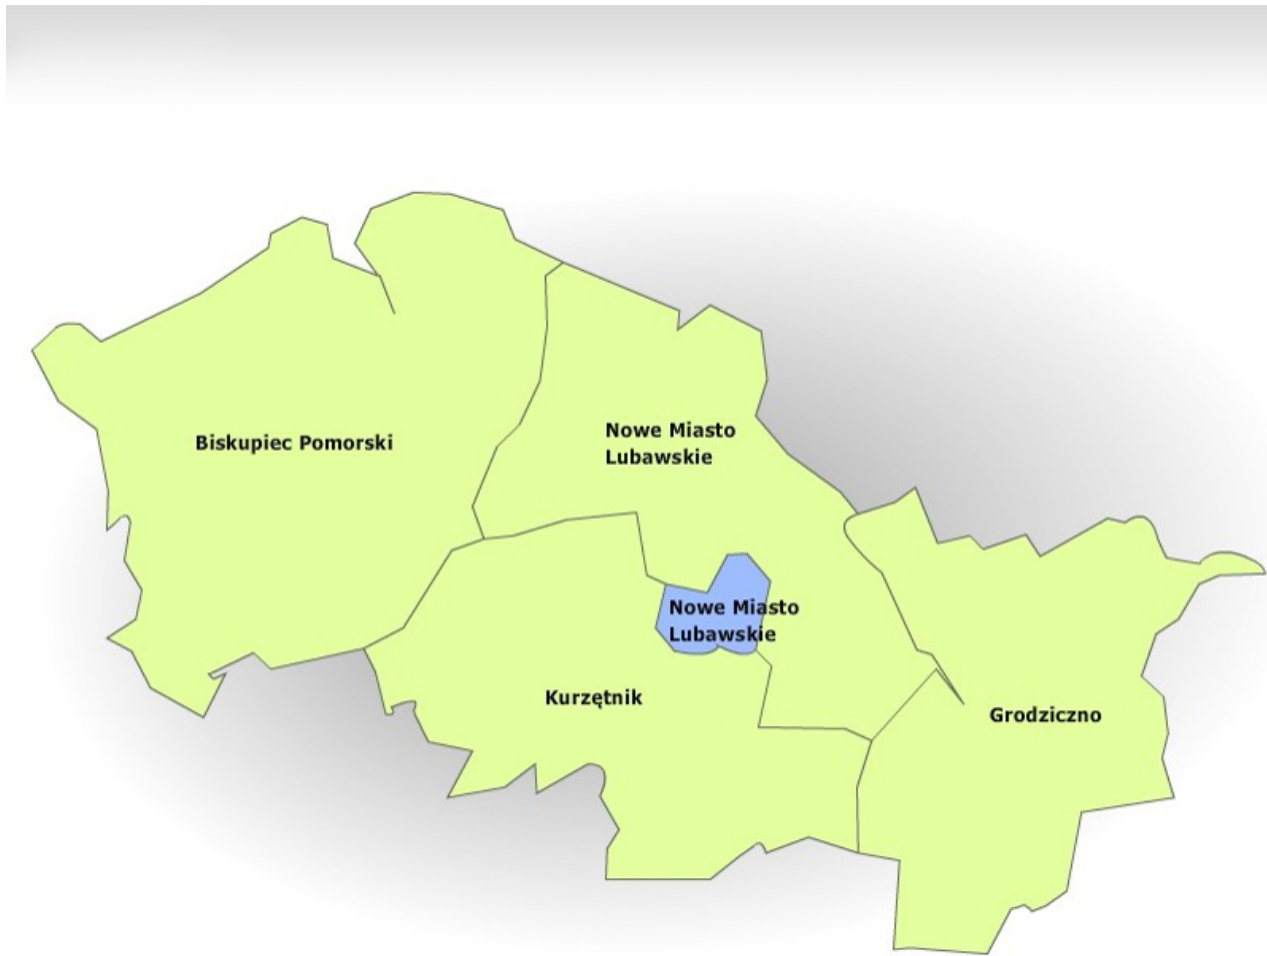 Biskupiec Pomorski
Nowe Miasto
Lubawskie
Nowe Miasto
Lubawskie
Kurzętnik
Grodziczno